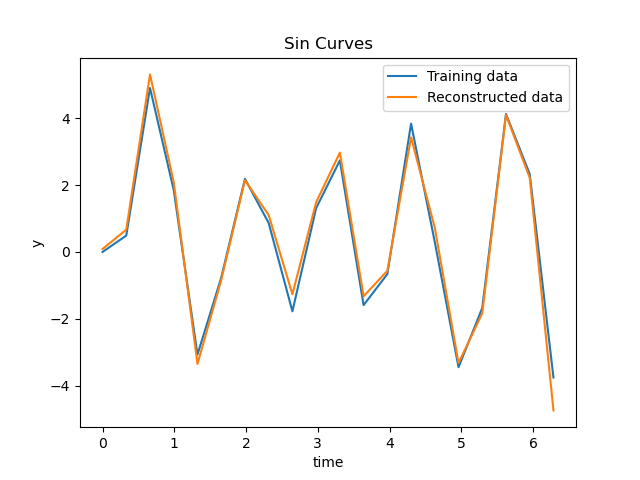 Sin Curves
Training data
Reconstructed data
y
4
2
0
−2
−4
0 1 2 3 4 5 6
time